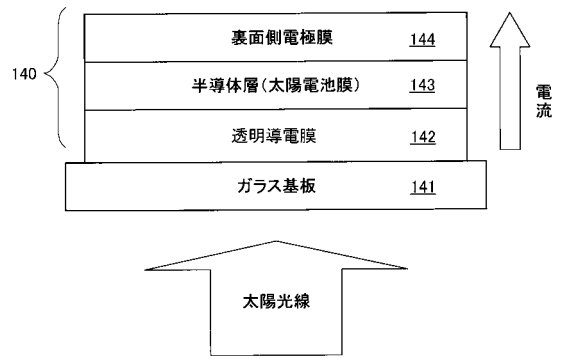 裏面側電極膜 144
140
半導体層(太陽電池膜) 143
透明導電膜 142
ガラス基板 141
電流
太陽光線